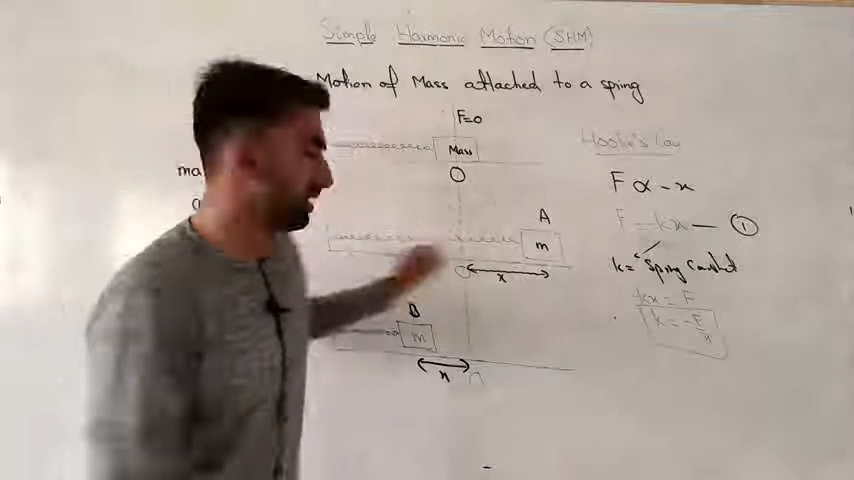 Simple Harmonic Motion (SHM)
Motion of Mass attached to a spring
F=0
Mass
O
ma
Hooke's Law
F α - x
F = -kx — ①
k = Spring Constant
-kx = F
k = -F/x
A
m
x
B
m
x